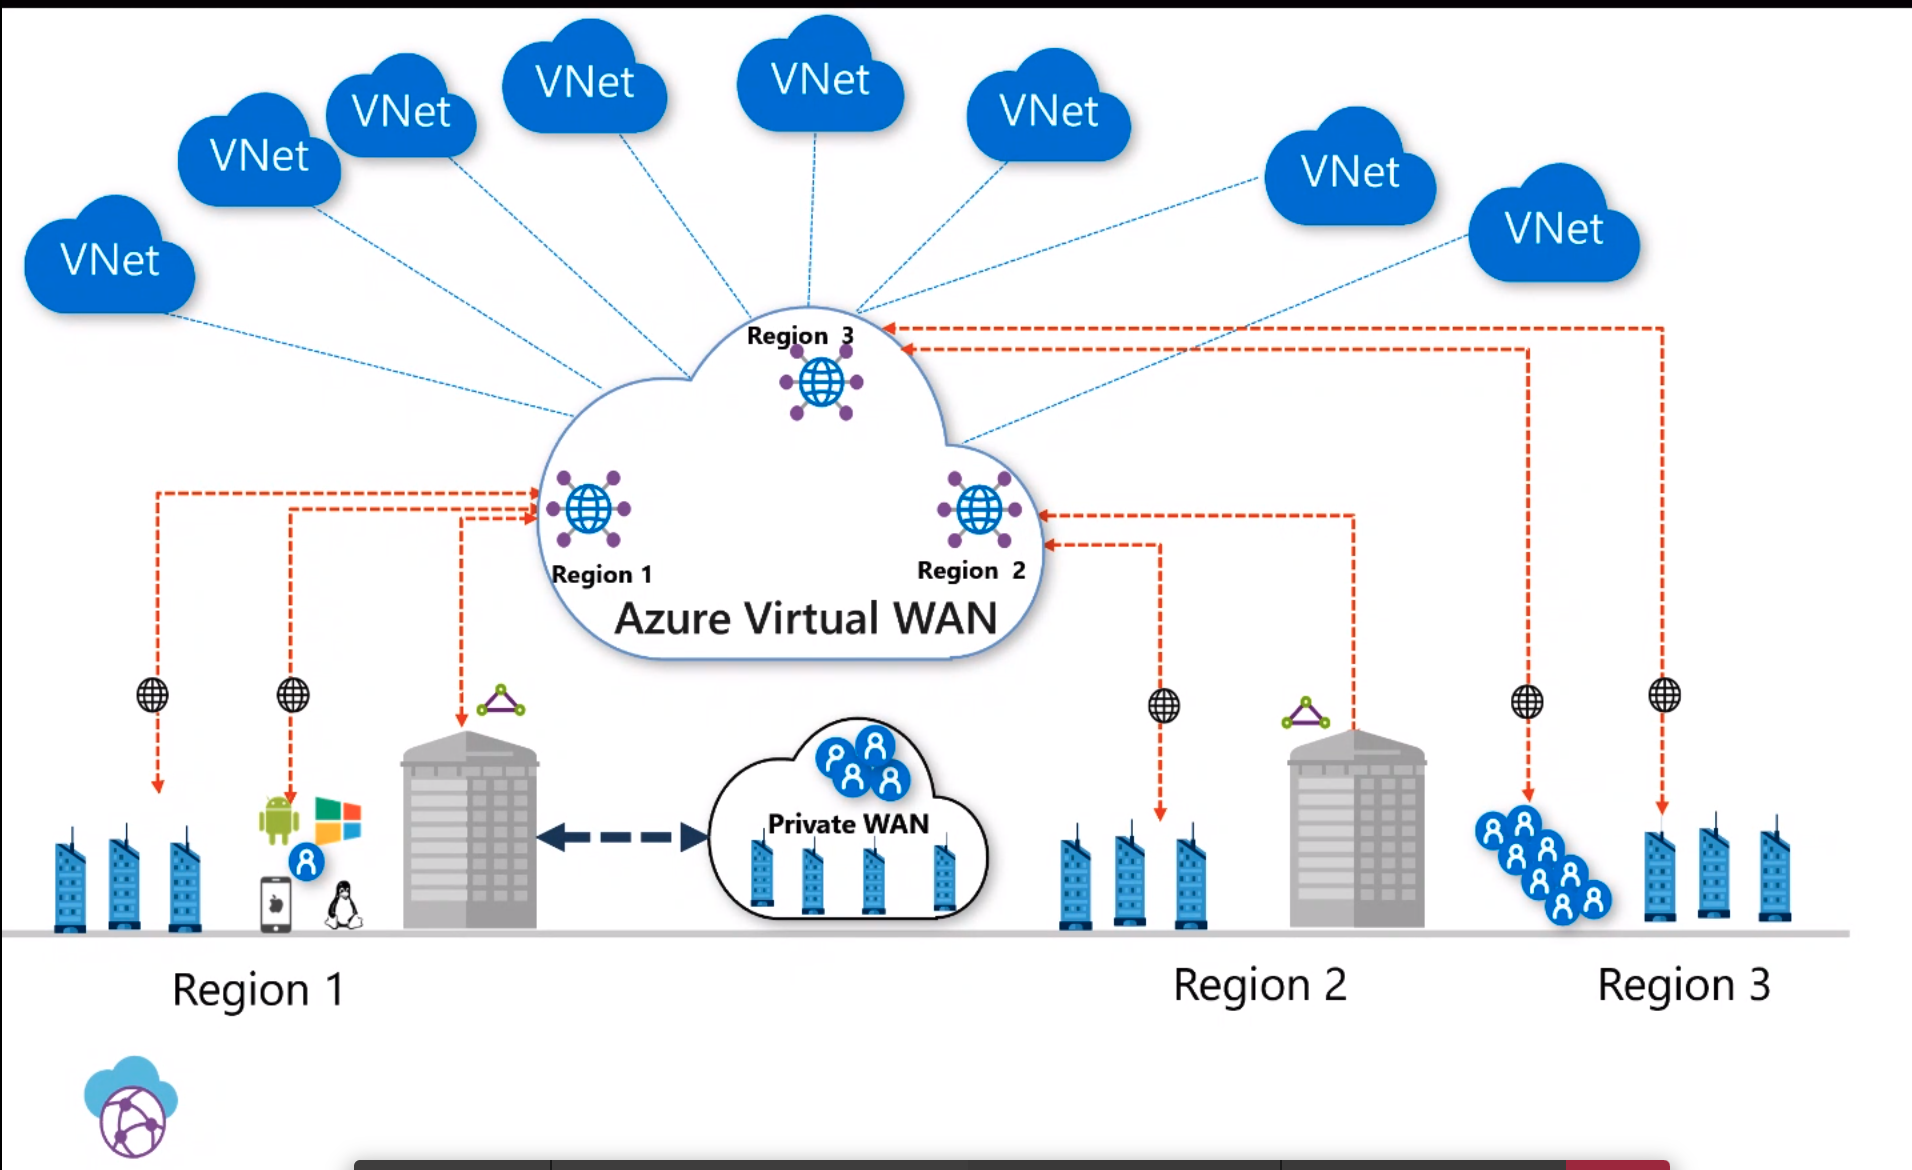 VNet
VNet
VNet
VNet
VNet
VNet
VNet
VNet
Region 3
Region 1
Region 2
Azure Virtual WAN
Private WAN
Region 1
Region 2
Region 3